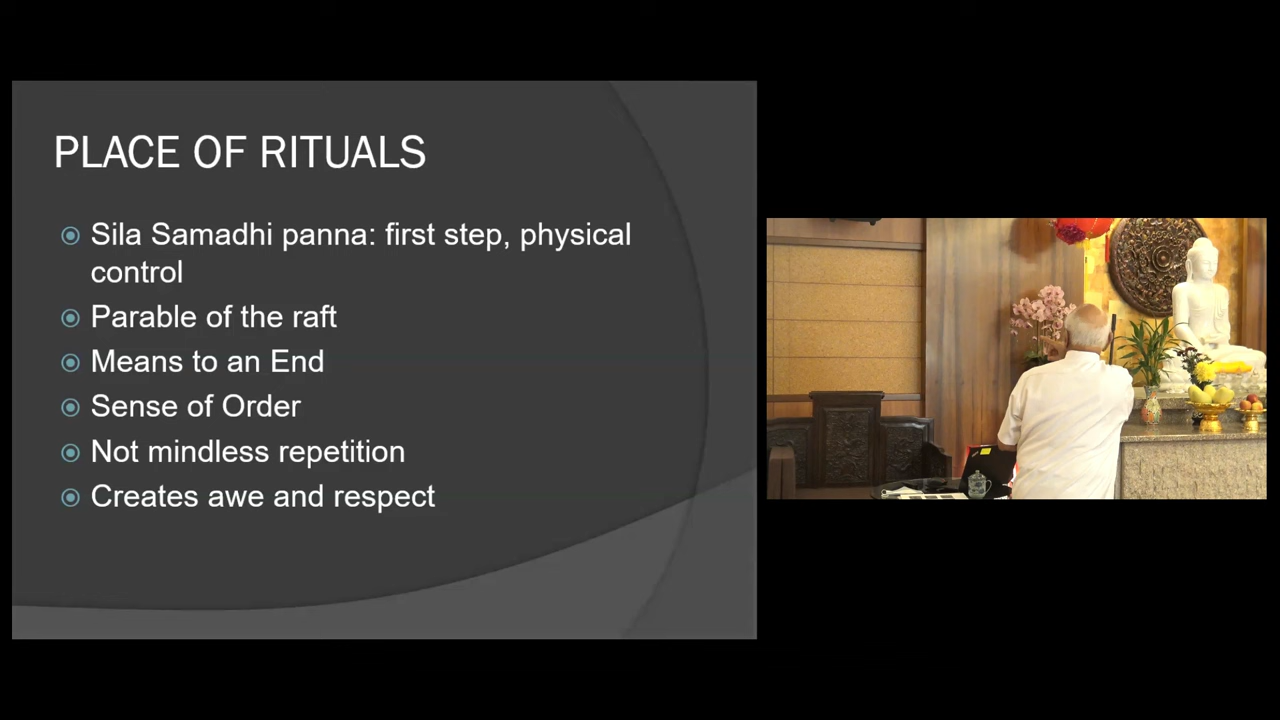 PLACE OF RITUALS
Sila Samadhi panna: first step, physical
control
Parable of the raft
Means to an End
Sense of Order
Not mindless repetition
Creates awe and respect